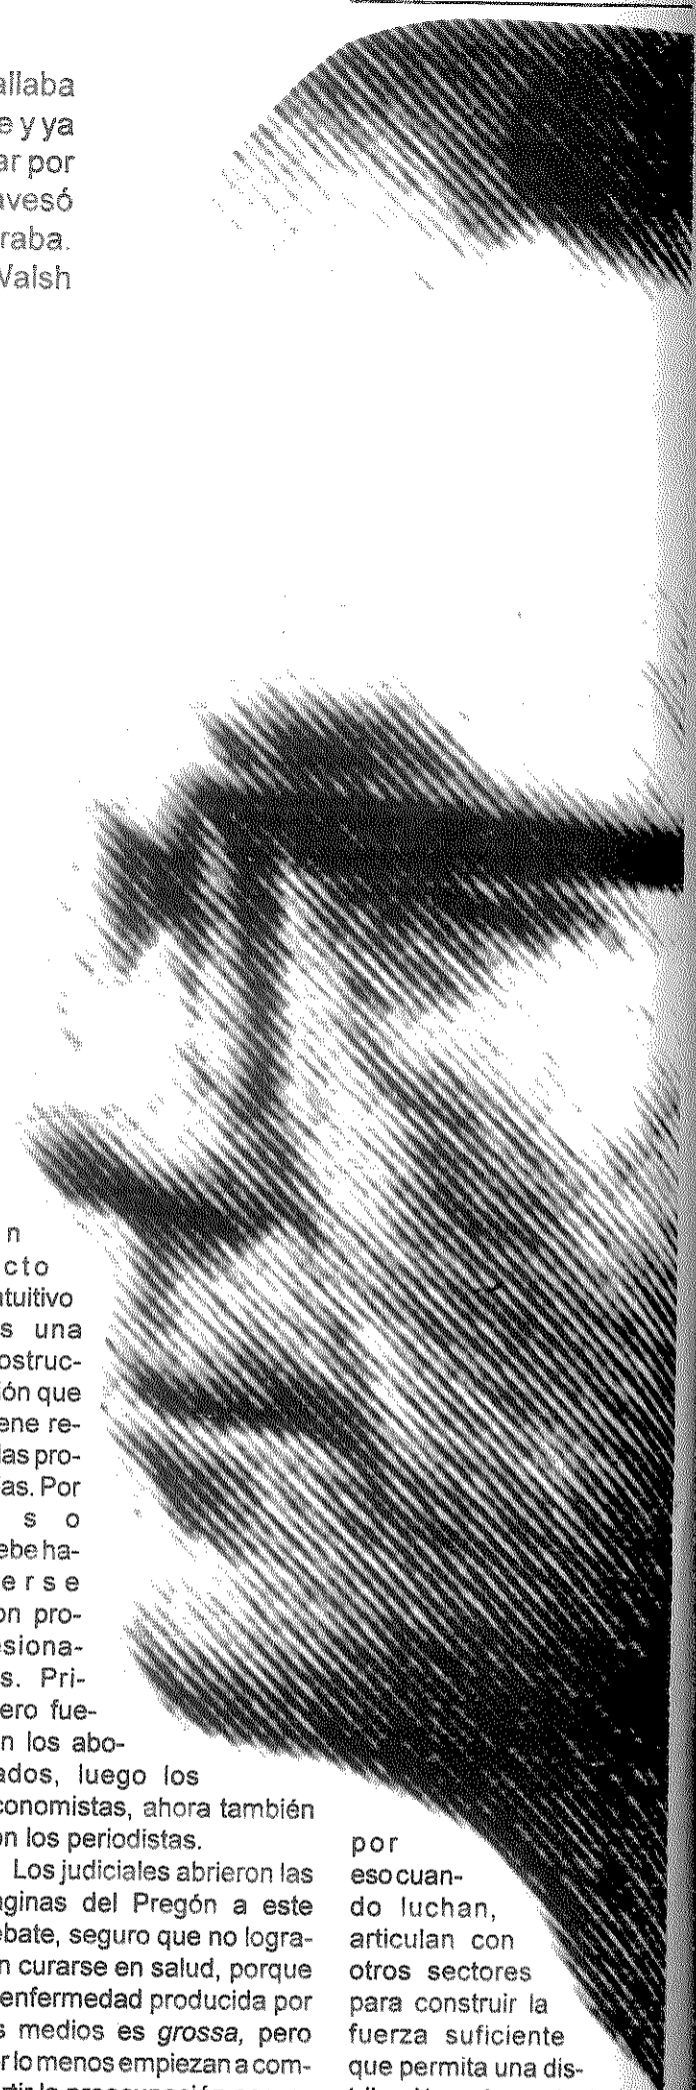 allaba
e y ya
ar por
avesó
raba.
Walsh
n
cto
ntuitivo
s una
ostruc-
ión que
ene re-
las pro-
as. Por
s o
ebe ha-
erse
on pro-
esiona-
s. Pri-
ero fue-
n los abo-
ados, luego los
conomistas, ahora también
on los periodistas.
Los judiciales abrieron las
áginas del Pregón a este
ebate, seguro que no logra-
n curarse en salud, porque
enfermedad producida por
s medios es grossa, pero
r lo menos empiezan a com-
por
eso cuan-
do luchan,
articulan con
otros sectores
para construir la
fuerza suficiente
que permita una dis-